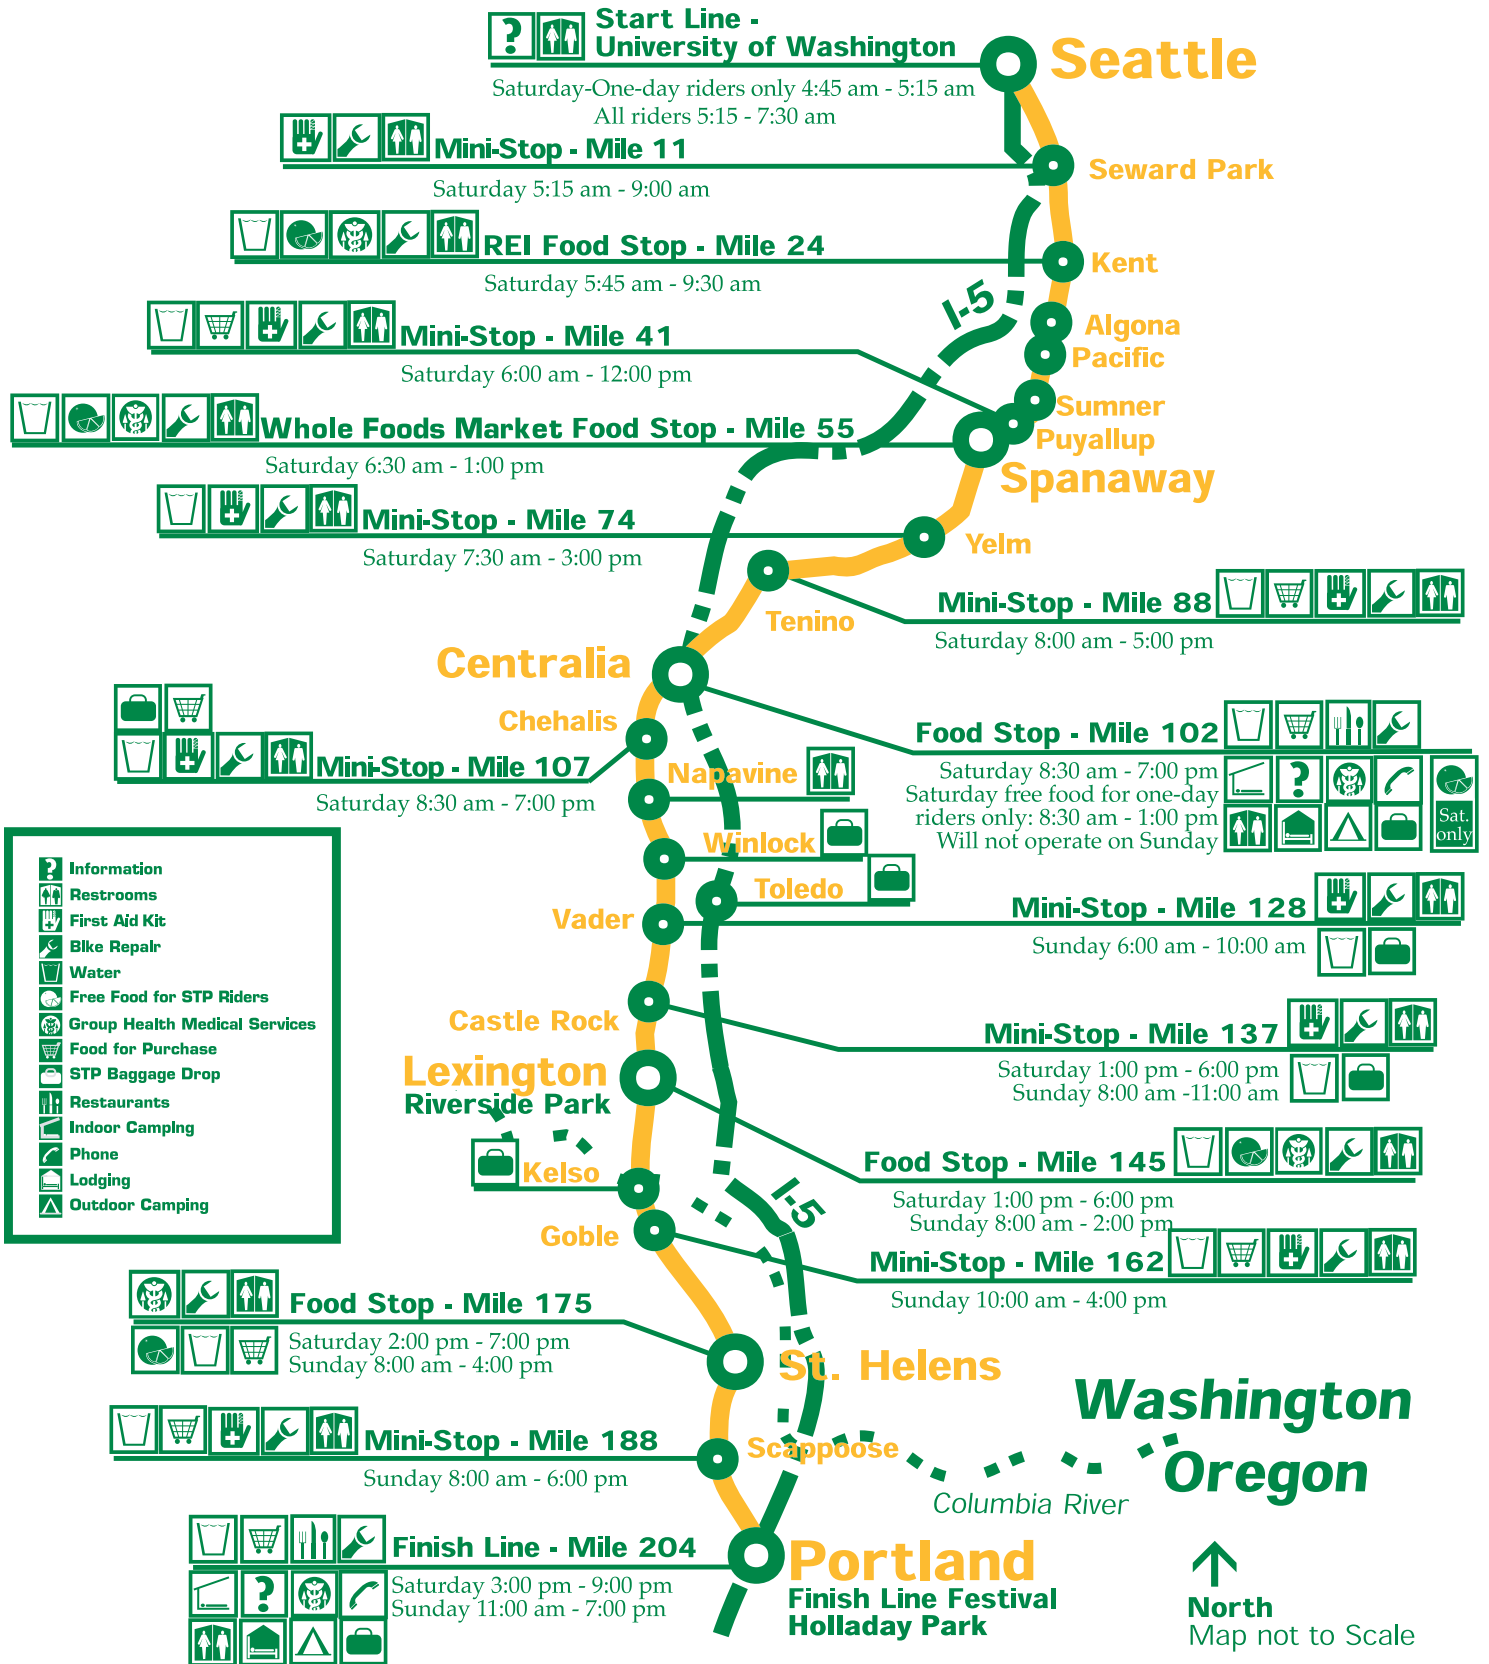 Start Line -
University of Washington
Seattle
Saturday-One-day riders only 4:45 am - 5:15 am
All riders 5:15 - 7:30 am
Mini-Stop - Mile 11
Seward Park
Saturday 5:15 am - 9:00 am
REI Food Stop - Mile 24
Kent
Saturday 5:45 am - 9:30 am
I-5
Mini-Stop - Mile 41
Algona
Pacific
Saturday 6:00 am - 12:00 pm
Sumner
Whole Foods Market Food Stop - Mile 55
Puyallup
Saturday 6:30 am - 1:00 pm
Spanaway
Mini-Stop - Mile 74
Yelm
Saturday 7:30 am - 3:00 pm
Mini-Stop - Mile 88
Tenino
Saturday 8:00 am - 5:00 pm
Centralia
Chehalis
Food Stop - Mile 102
Mini-Stop - Mile 107
Napavine
Saturday 8:30 am - 7:00 pm
Saturday 8:30 am - 7:00 pm
Saturday free food for one-day
riders only: 8:30 am - 1:00 pm
Will not operate on Sunday
Sat.
only
Winlock
Toledo
Information
Restrooms
First Aid Kit
Bike Repair
Water
Free Food for STP Riders
Group Health Medical Services
Food for Purchase
STP Baggage Drop
Restaurants
Indoor Camping
Phone
Lodging
Outdoor Camping
Vader
Mini-Stop - Mile 128
Sunday 6:00 am - 10:00 am
Castle Rock
Mini-Stop - Mile 137
Saturday 1:00 pm - 6:00 pm
Sunday 8:00 am -11:00 am
Lexington
Riverside Park
Kelso
Food Stop - Mile 145
Saturday 1:00 pm - 6:00 pm
Sunday 8:00 am - 2:00 pm
I-5
Goble
Mini-Stop - Mile 162
Sunday 10:00 am - 4:00 pm
Food Stop - Mile 175
Saturday 2:00 pm - 7:00 pm
Sunday 8:00 am - 4:00 pm
St. Helens
Washington
Mini-Stop - Mile 188
Scappoose
Sunday 8:00 am - 6:00 pm
Oregon
Columbia River
Finish Line - Mile 204
Portland
Saturday 3:00 pm - 9:00 pm
Sunday 11:00 am - 7:00 pm
Finish Line Festival
Holladay Park
North
Map not to Scale